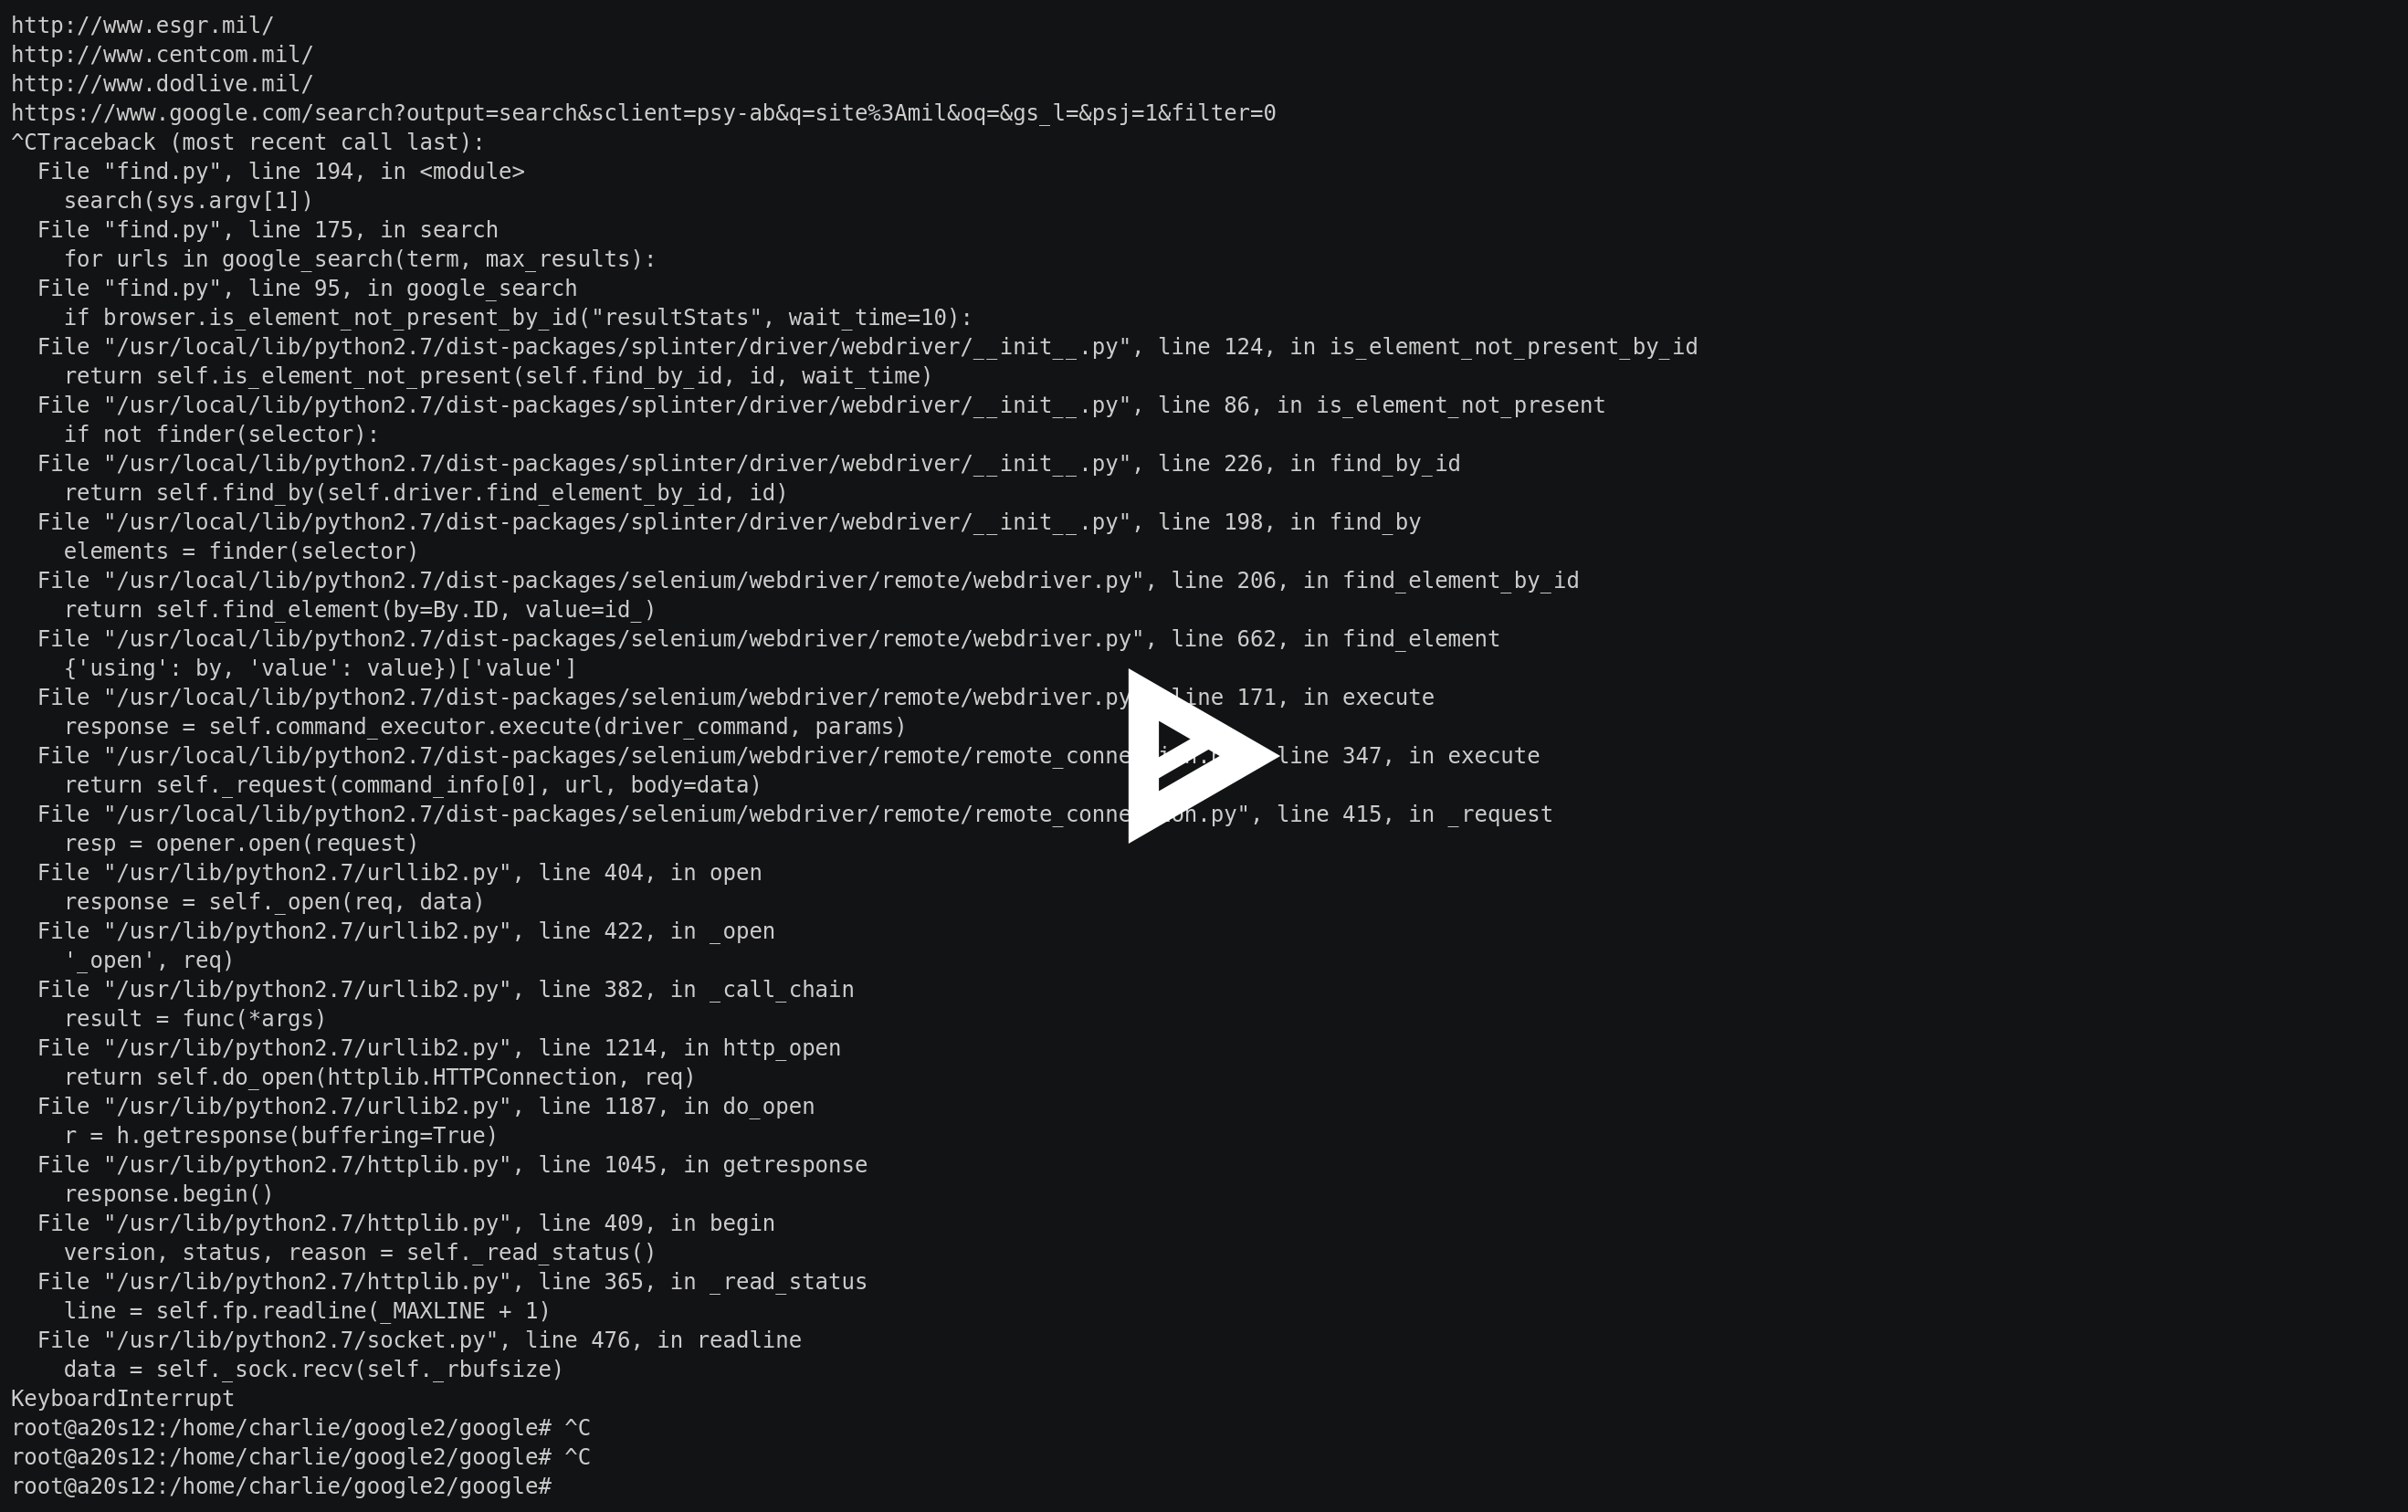 http://www.esgr.mil/
http://www.centcom.mil/
http://www.dodlive.mil/
https://www.google.com/search?output=search&sclient=psy-ab&q=site%3Amil&oq=&gs_l=&psj=1&filter=0
^CTraceback (most recent call last):
  File "find.py", line 194, in <module>
    search(sys.argv[1])
  File "find.py", line 175, in search
    for urls in google_search(term, max_results):
  File "find.py", line 95, in google_search
    if browser.is_element_not_present_by_id("resultStats", wait_time=10):
  File "/usr/local/lib/python2.7/dist-packages/splinter/driver/webdriver/__init__.py", line 124, in is_element_not_present_by_id
    return self.is_element_not_present(self.find_by_id, id, wait_time)
  File "/usr/local/lib/python2.7/dist-packages/splinter/driver/webdriver/__init__.py", line 86, in is_element_not_present
    if not finder(selector):
  File "/usr/local/lib/python2.7/dist-packages/splinter/driver/webdriver/__init__.py", line 226, in find_by_id
    return self.find_by(self.driver.find_element_by_id, id)
  File "/usr/local/lib/python2.7/dist-packages/splinter/driver/webdriver/__init__.py", line 198, in find_by
    elements = finder(selector)
  File "/usr/local/lib/python2.7/dist-packages/selenium/webdriver/remote/webdriver.py", line 206, in find_element_by_id
    return self.find_element(by=By.ID, value=id_)
  File "/usr/local/lib/python2.7/dist-packages/selenium/webdriver/remote/webdriver.py", line 662, in find_element
    {'using': by, 'value': value})['value']
  File "/usr/local/lib/python2.7/dist-packages/selenium/webdriver/remote/webdriver.py line 171, in execute
    response = self.command_executor.execute(driver_command, params)
  File "/usr/local/lib/python2.7/dist-packages/selenium/webdriver/remote/ line 347, in execute
    return self._request(command_info[0], url, body=data)
  File "/usr/local/lib/python2.7/dist-packages/selenium/webdriver/remote/remote_connection.py", line 415, in _request
    resp = opener.open(request)
  File "/usr/lib/python2.7/urllib2.py", line 404, in open
    response = self._open(req, data)
  File "/usr/lib/python2.7/urllib2.py", line 422, in _open
    '_open', req)
  File "/usr/lib/python2.7/urllib2.py", line 382, in _call_chain
    result = func(*args)
  File "/usr/lib/python2.7/urllib2.py", line 1214, in http_open
    return self.do_open(httplib.HTTPConnection, req)
  File "/usr/lib/python2.7/urllib2.py", line 1187, in do_open
    r = h.getresponse(buffering=True)
  File "/usr/lib/python2.7/httplib.py", line 1045, in getresponse
    response.begin()
  File "/usr/lib/python2.7/httplib.py", line 409, in begin
    version, status, reason = self._read_status()
  File "/usr/lib/python2.7/httplib.py", line 365, in _read_status
    line = self.fp.readline(_MAXLINE + 1)
  File "/usr/lib/python2.7/socket.py", line 476, in readline
    data = self._sock.recv(self._rbufsize)
KeyboardInterrupt
root@a20s12:/home/charlie/google2/google# ^C
root@a20s12:/home/charlie/google2/google# ^C
root@a20s12:/home/charlie/google2/google#